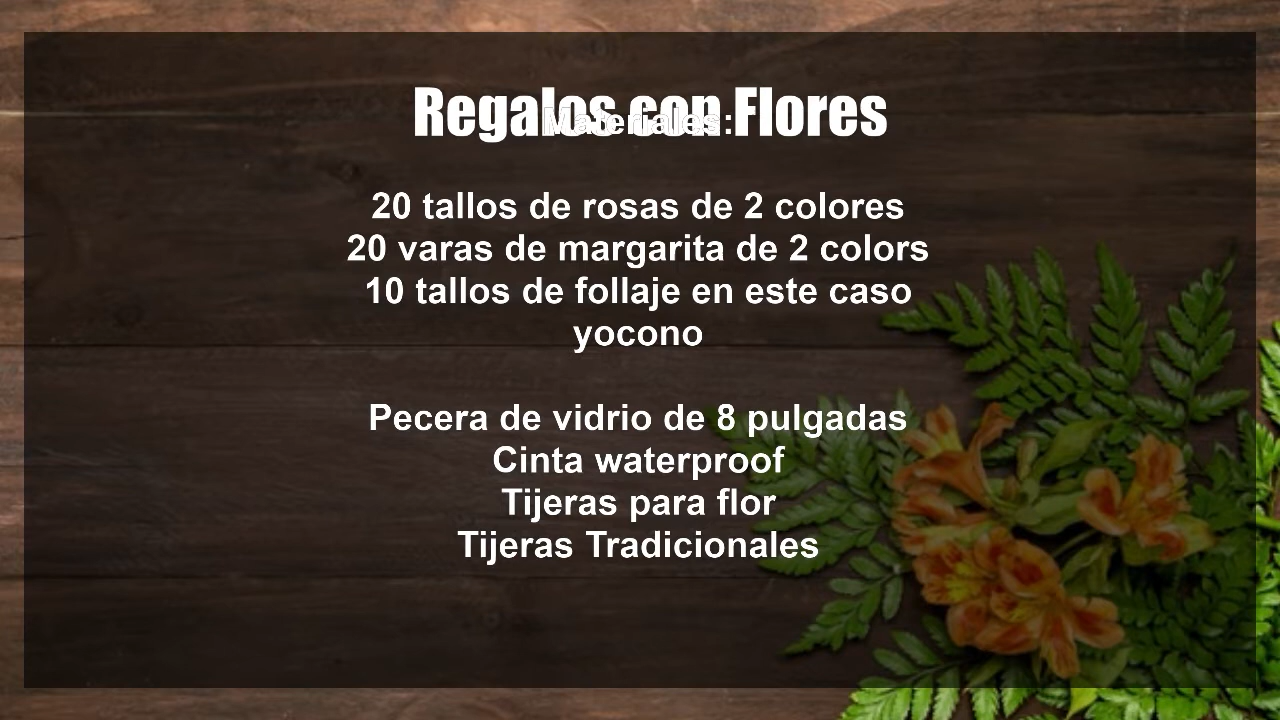 Regalos con Flores
Materiales:
20 tallos de rosas de 2 colores
20 varas de margarita de 2 colors
10 tallos de follaje en este caso
yocono
Pecera de vidrio de 8 pulgadas
Cinta waterproof
Tijeras para flor
Tijeras Tradicionales